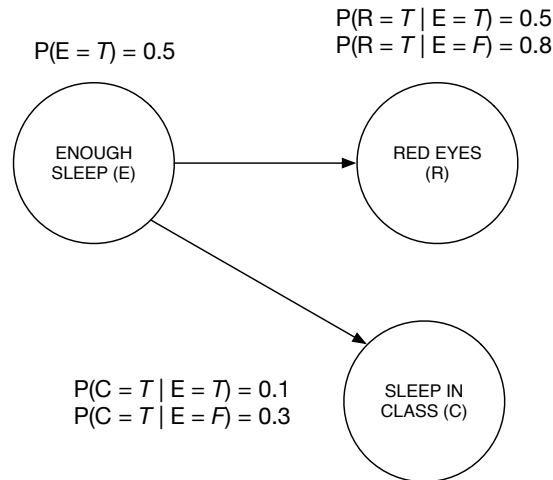 P(R = T | E = T) = 0.5
P(R = T | E = F) = 0.8
P(E = T) = 0.5
ENOUGH
SLEEP (E)
RED EYES
(R)
P(C = T | E = T) = 0.1
P(C = T | E = F) = 0.3
SLEEP IN
CLASS (C)